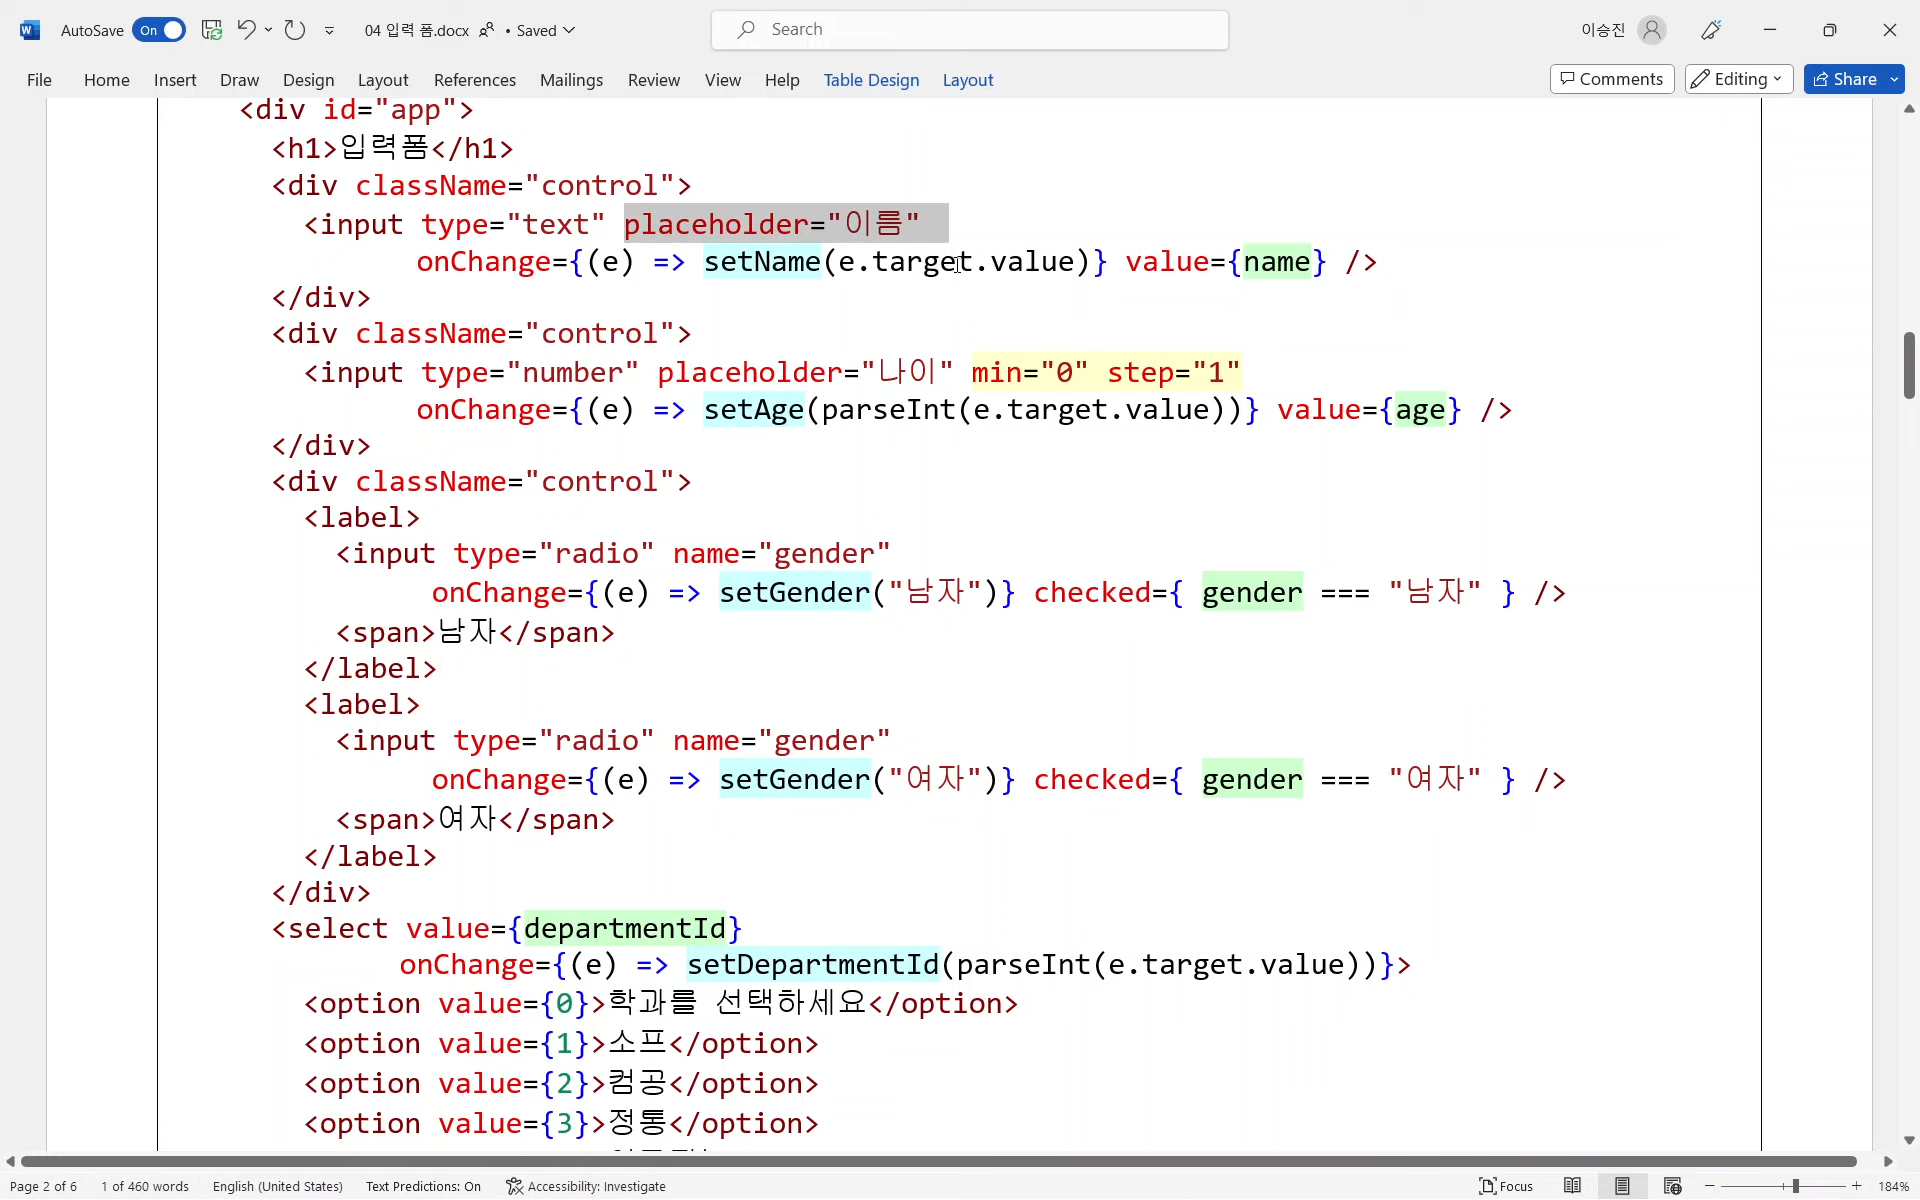 AutoSave On 04 입력 폼.docx • Saved Search 이승진
File Home Insert Draw Design Layout References Mailings Review View Help Table Design Layout Comments Editing Share
<div id="app">
<h1>입력폼</h1>
<div className="control">
<input type="text" placeholder="이름"
onChange={(e) => setName(e.target.value)} value={name} />
</div>
<div className="control">
<input type="number" placeholder="나이" min="0" step="1"
onChange={(e) => setAge(parseInt(e.target.value))} value={age} />
</div>
<div className="control">
<label>
<input type="radio" name="gender"
onChange={(e) => setGender("남자")} checked={ gender === "남자" } />
<span>남자</span>
</label>
<label>
<input type="radio" name="gender"
onChange={(e) => setGender("여자")} checked={ gender === "여자" } />
<span>여자</span>
</label>
</div>
<select value={departmentId}
onChange={(e) => setDepartmentId(parseInt(e.target.value))}>
<option value={0}>학과를 선택하세요</option>
<option value={1}>소프</option>
<option value={2}>컴공</option>
<option value={3}>정통</option>
Page 2 of 6 1 of 460 words English (United States) Text Predictions: On Accessibility: Investigate Focus 184%